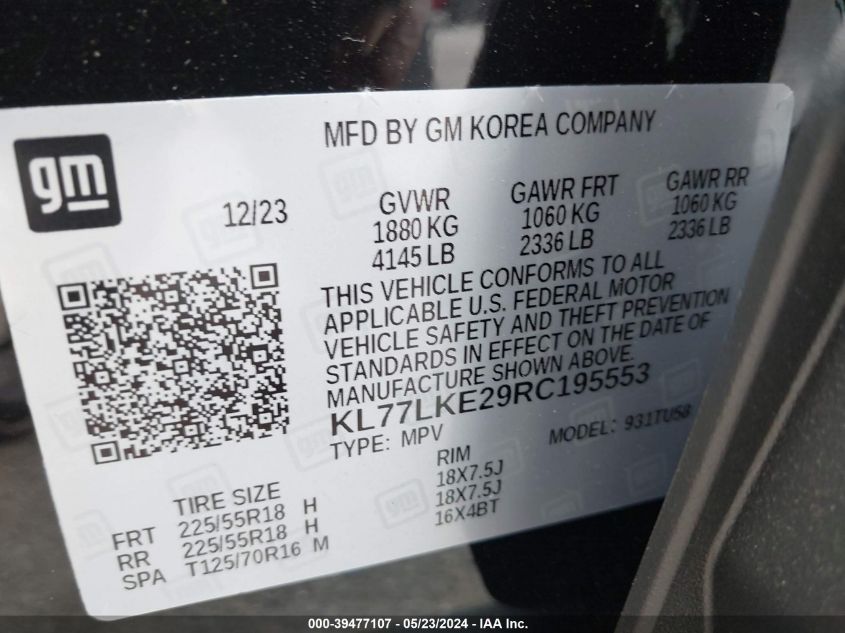 MFD BY GM KOREA COMPANY
gm
12/23
GVWR
1880 KG
4145 LB
GAWR FRT
1060 KG
2336 LB
GAWR RR
1060 KG
2336 LB
THIS VEHICLE CONFORMS TO ALL
APPLICABLE U.S. FEDERAL MOTOR
VEHICLE SAFETY AND THEFT PREVENTION
STANDARDS IN EFFECT ON THE DATE OF
MANUFACTURE SHOWN ABOVE.
KL77LKE29RC195553
TYPE: MPV
MODEL: 931TU58
TIRE SIZE
RIM
FRT 225/55R18 H 18X7.5J
RR 225/55R18 H 18X7.5J
SPA T125/70R16 M 16X4BT
000-39477107 - 05/23/2024 - IAA Inc.